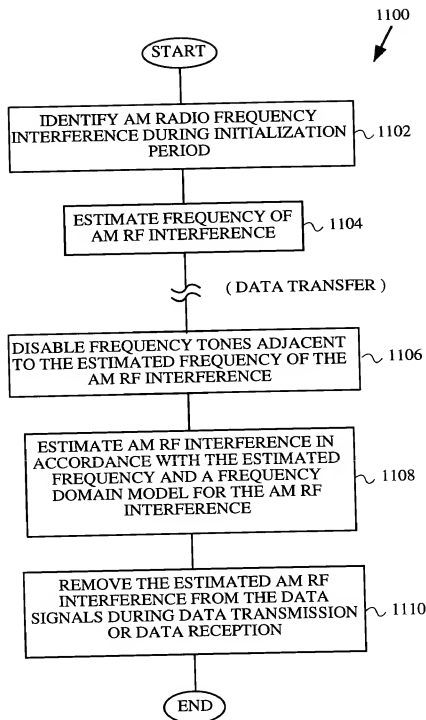 1100
START
IDENTIFY AM RADIO FREQUENCY
INTERFERENCE DURING INITIALIZATION
PERIOD
1102
ESTIMATE FREQUENCY OF
AM RF INTERFERENCE
1104
( DATA TRANSFER )
DISABLE FREQUENCY TONES ADJACENT
TO THE ESTIMATED FREQUENCY OF THE
AM RF INTERFERENCE
1106
ESTIMATE AM RF INTERFERENCE IN
ACCORDANCE WITH THE ESTIMATED
FREQUENCY AND A FREQUENCY
DOMAIN MODEL FOR THE AM RF
INTERFERENCE
1108
REMOVE THE ESTIMATED AM RF
INTERFERENCE FROM THE DATA
SIGNALS DURING DATA TRANSMISSION
OR DATA RECEPTION
1110
END